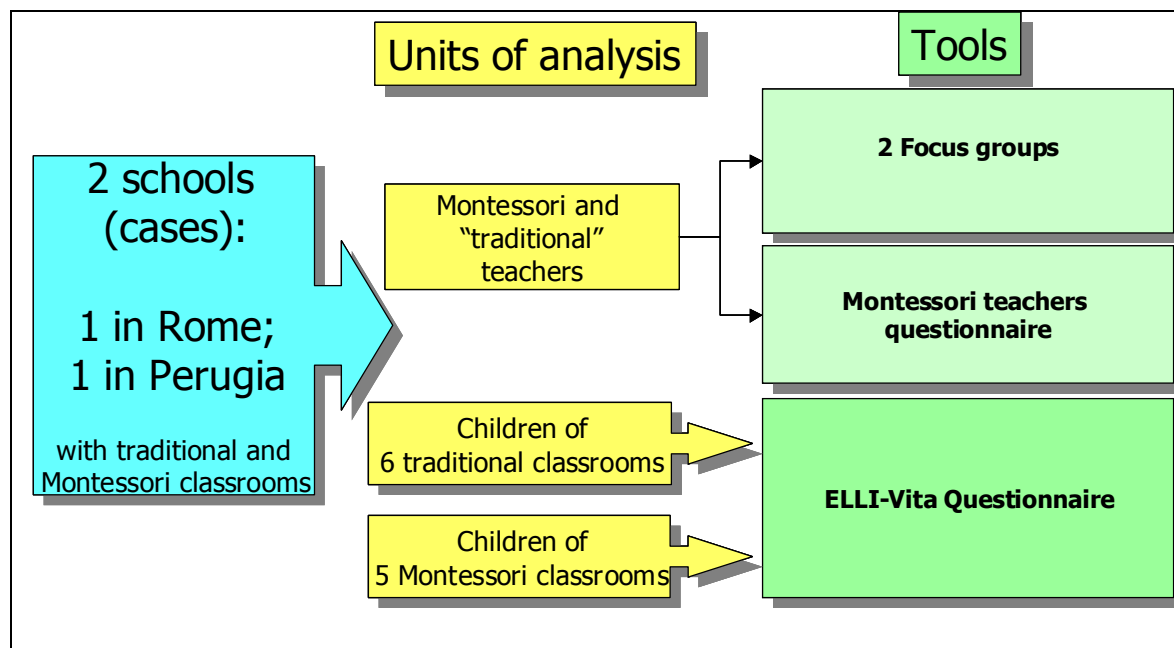 Units of analysis
Tools
2 schools
(cases):
1 in Rome;
1 in Perugia
with traditional and
Montessori classrooms
Montessori and
“traditional”
teachers
2 Focus groups
Montessori teachers
questionnaire
Children of
6 traditional classrooms
Children of
5 Montessori classrooms
ELLI-Vita Questionnaire